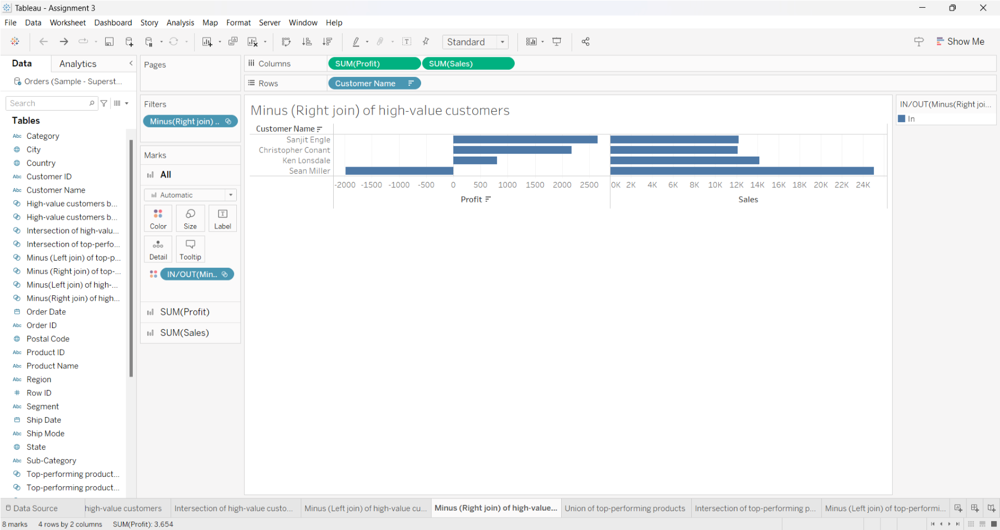 Tableau - Assignment 3
File Data Worksheet Dashboard Story Analysis Map Format Server Window Help
Standard
Show Me
Data Analytics
Orders (Sample - Superst...
Search
Tables
Abc Category
City
Country
Abc Customer ID
Abc Customer Name
High-value customers b...
High-value customers b...
Intersection of high-valu...
Intersection of top-perfo...
Minus (Left join) of top-p...
Minus (Right join) of top-...
Minus(Left join) of high-...
Minus(Right join) of high...
Order Date
Abc Order ID
Postal Code
Abc Product ID
Abc Product Name
Abc Region
# Row ID
Abc Segment
Ship Date
Abc Ship Mode
State
Abc Sub-Category
Top-performing product...
Top-performing product...
Pages
Filters
Minus(Right join) ..
Marks
All
Automatic
Color Size Label
Detail Tooltip
IN/OUT(Min..
SUM(Profit)
SUM(Sales)
Columns SUM(Profit) SUM(Sales)
Rows Customer Name
Minus (Right join) of high-value customers
Customer Name
Sanjit Engle
Christopher Conant
Ken Lonsdale
Sean Miller
-2000 -1500 -1000 -500 0 500 1000 1500 2000 2500 0K 2K 4K 6K 8K 10K 12K 14K 16K 18K 20K 22K 24K
Profit Sales
IN/OUT(Minus(Right joi...
In
Data Source high-value customers Intersection of high-value custo... Minus (Left join) of high-value cu... Minus (Right join) of high-value... Union of top-performing products Intersection of top-performing p... Minus (Left join) of top-performi...
8 marks 4 rows by 2 columns SUM(Profit): 3,654